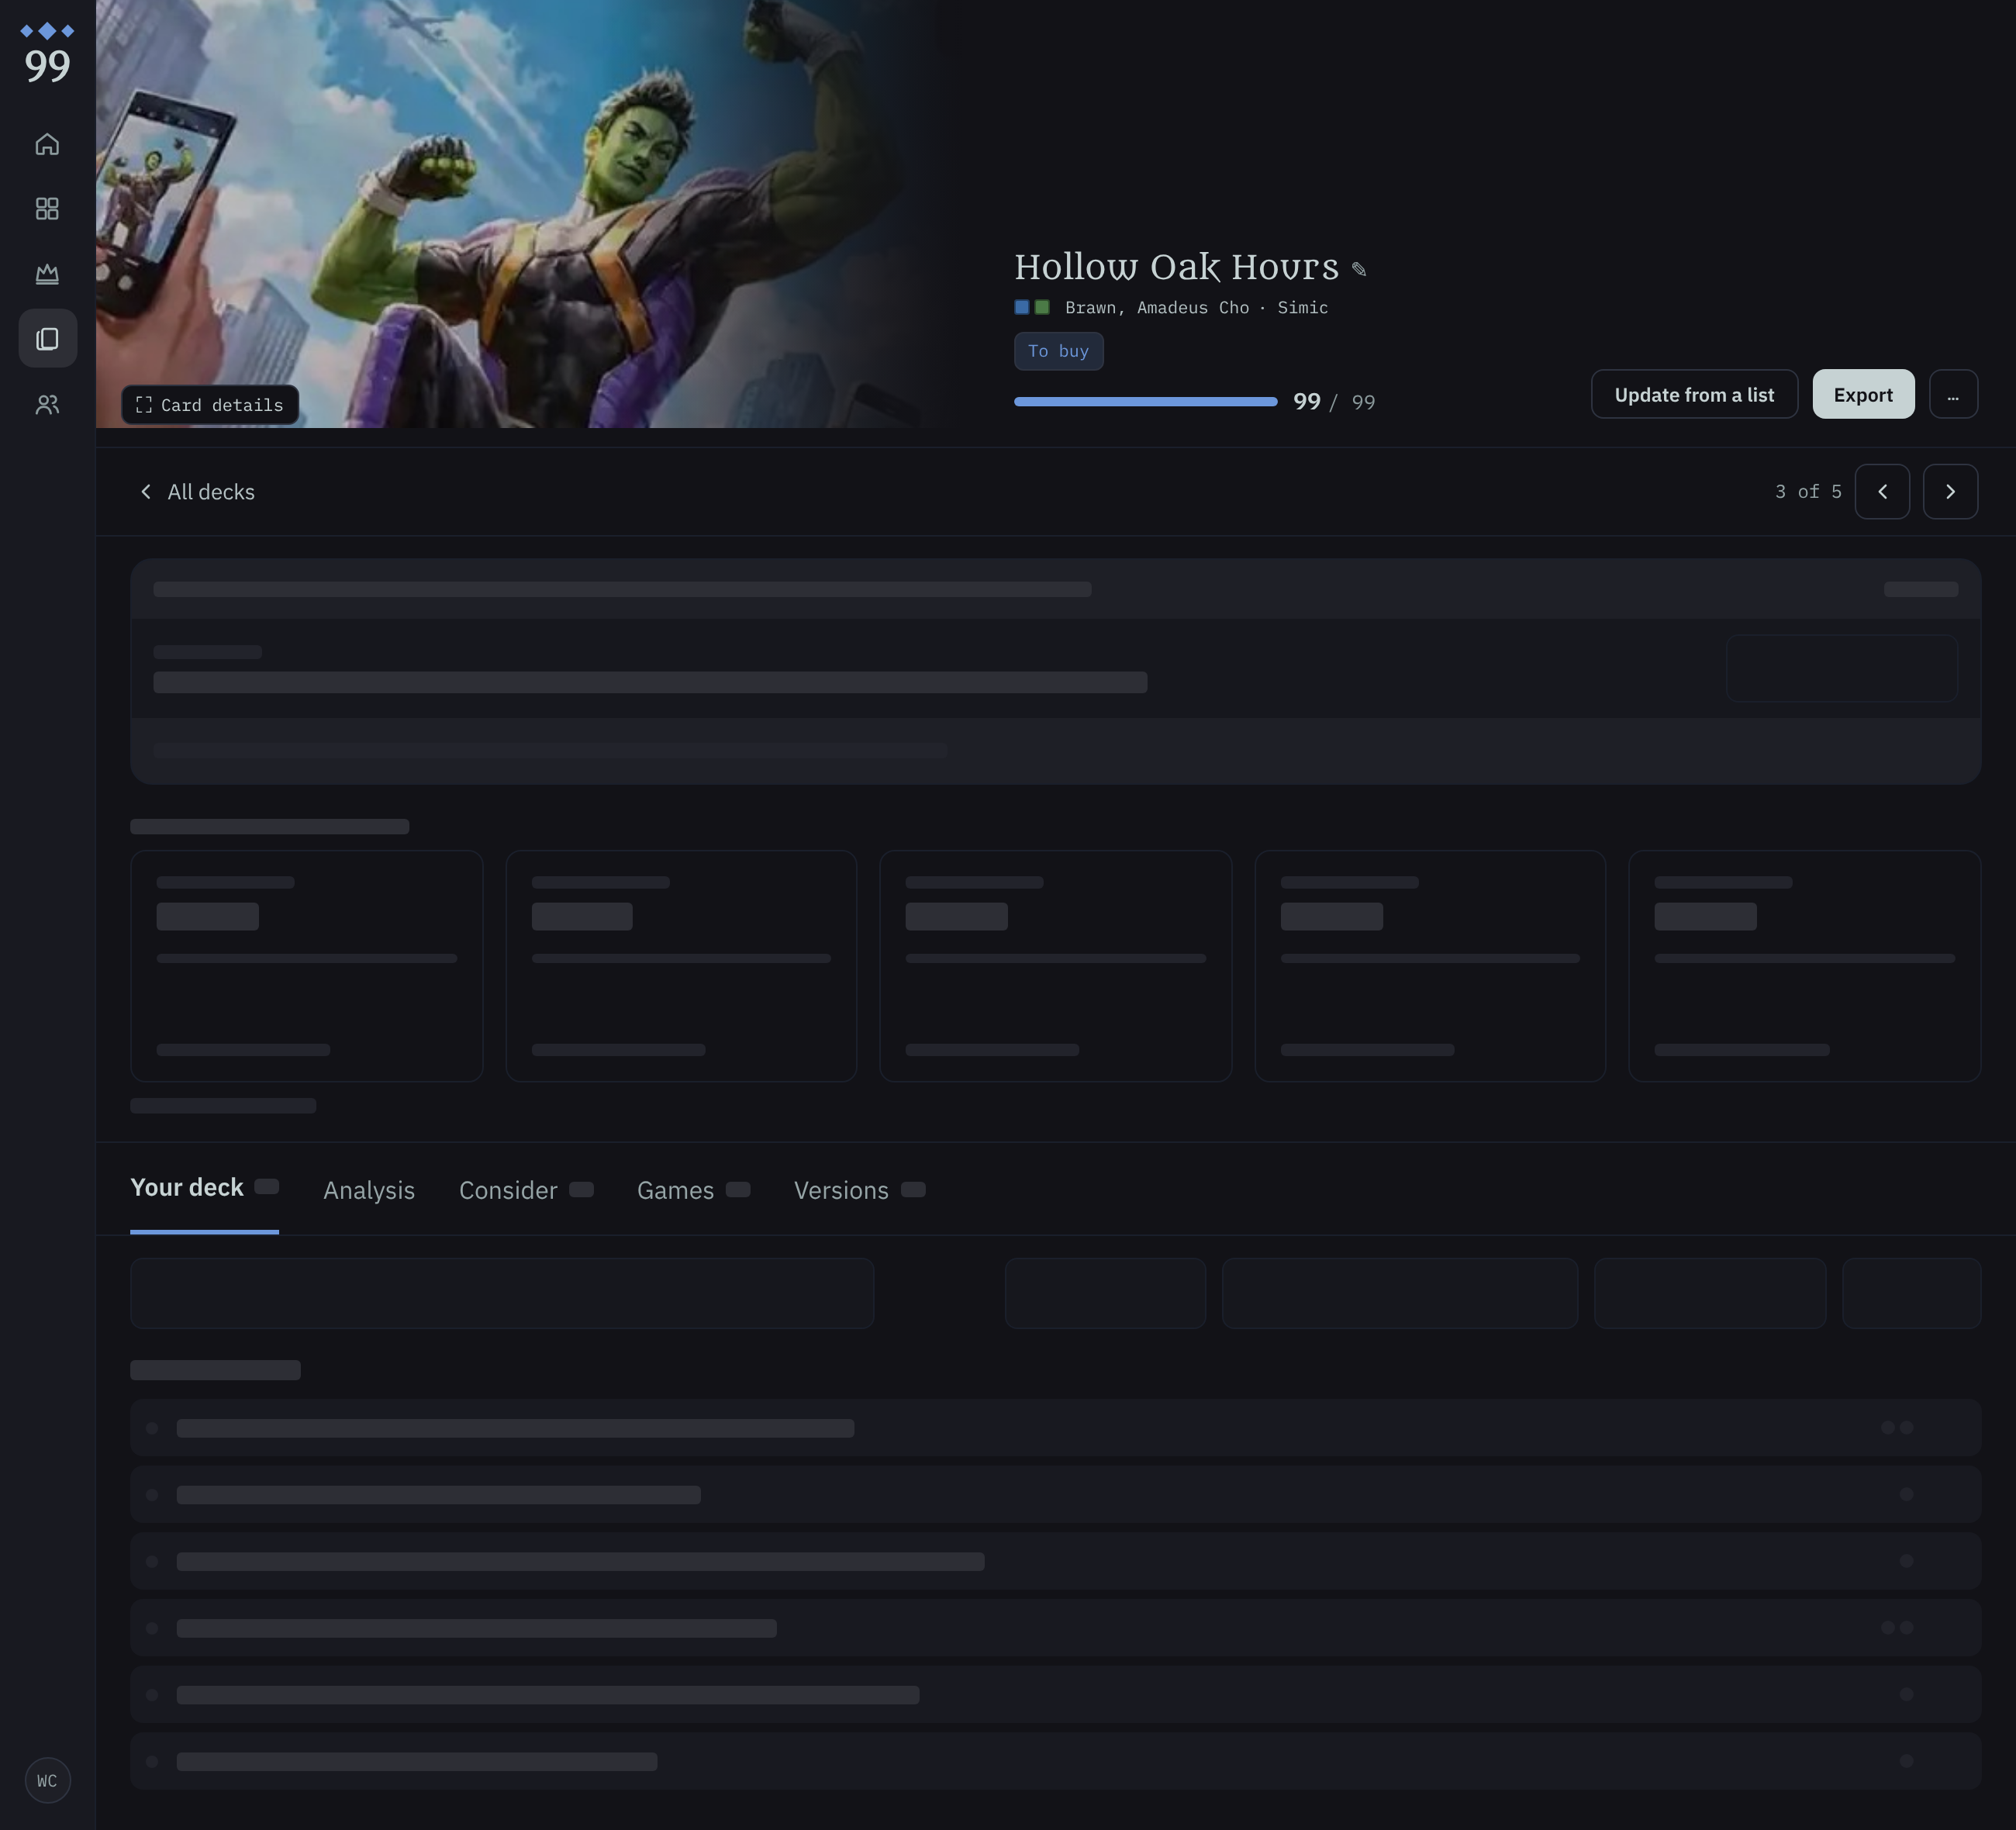 99
Hollow Oak Hours ✎
Brawn, Amadeus Cho · Simic
To buy
Card details
99 / 99
Update from a list
Export
…
All decks
3 of 5
Your deck
Analysis
Consider
Games
Versions
WC